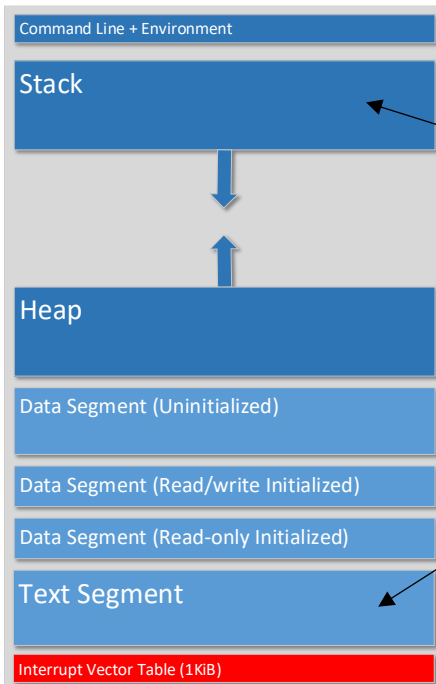 Command Line + Environment
Stack
Heap
Data Segment (Uninitialized)
Data Segment (Read/write Initialized)
Data Segment (Read-only Initialized)
Text Segment
Interrupt Vector Table (1KiB)